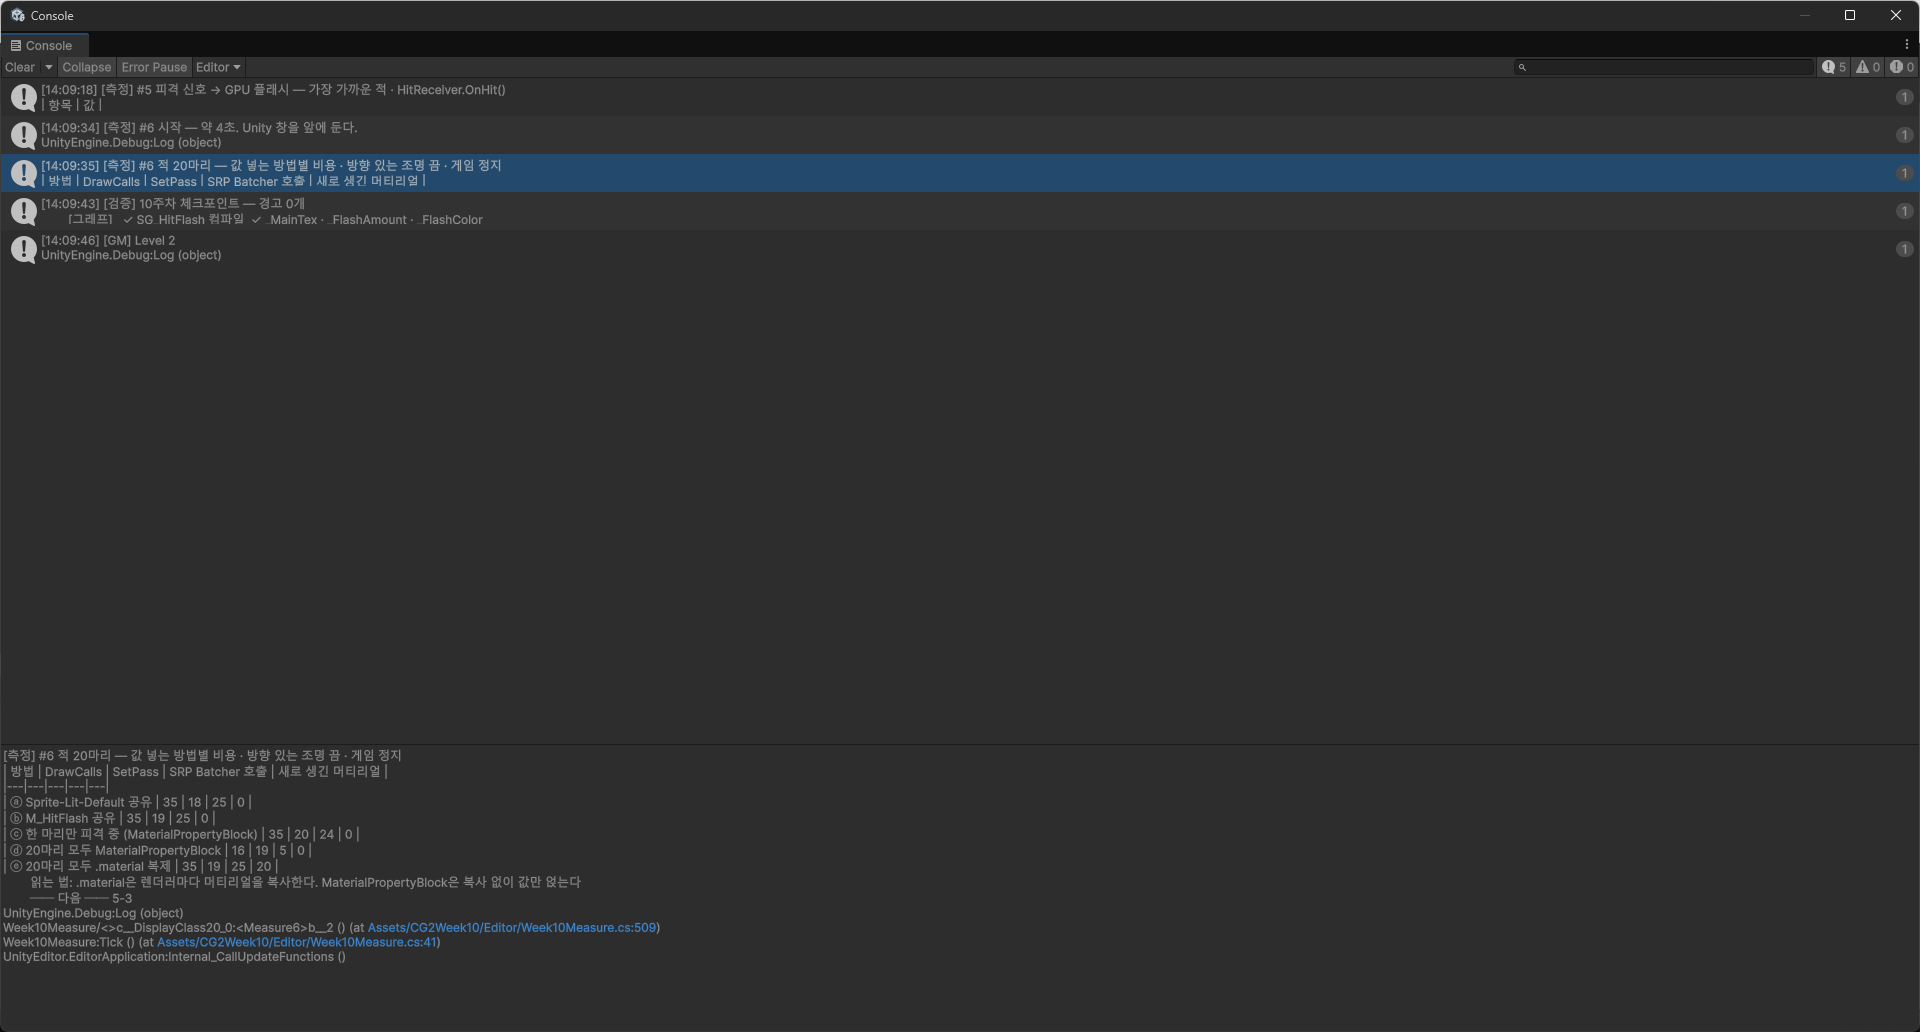 Console
Console
Clear Collapse Error Pause Editor 5 0 0
[14:09:18] [측정] #5 피격 신호 → GPU 플래시 — 가장 가까운 적 · HitReceiver.OnHit()
| 항목 | 값 |
1
[14:09:34] [측정] #6 시작 — 약 4초. Unity 창을 앞에 둔다.
UnityEngine.Debug:Log (object)
1
[14:09:35] [측정] #6 적 20마리 — 값 넣는 방법별 비용 · 방향 있는 조명 끔 · 게임 정지
| 방법 | DrawCalls | SetPass | SRP Batcher 호출 | 새로 생긴 머티리얼 |
1
[14:09:43] [검증] 10주차 체크포인트 — 경고 0개
[그래프] ✓ SG_HitFlash 컴파일 ✓ _MainTex · _FlashAmount · _FlashColor
1
[14:09:46] [GM] Level 2
UnityEngine.Debug:Log (object)
1
[측정] #6 적 20마리 — 값 넣는 방법별 비용 · 방향 있는 조명 끔 · 게임 정지
| 방법 | DrawCalls | SetPass | SRP Batcher 호출 | 새로 생긴 머티리얼 |
|---|---|---|---|---|
| ⓐ Sprite-Lit-Default 공유 | 35 | 18 | 25 | 0 |
| ⓑ M_HitFlash 공유 | 35 | 19 | 25 | 0 |
| ⓒ 한 마리만 피격 중 (MaterialPropertyBlock) | 35 | 20 | 24 | 0 |
| ⓓ 20마리 모두 MaterialPropertyBlock | 16 | 19 | 5 | 0 |
| ⓔ 20마리 모두 .material 복제 | 35 | 19 | 25 | 20 |
읽는 법: .material은 렌더러마다 머티리얼을 복사한다. MaterialPropertyBlock은 복사 없이 값만 얹는다
─── 다음 ─── 5-3
UnityEngine.Debug:Log (object)
Week10Measure/<>c__DisplayClass20_0:<Measure6>b__2 () (at Assets/CG2Week10/Editor/Week10Measure.cs:509)
Week10Measure:Tick () (at Assets/CG2Week10/Editor/Week10Measure.cs:41)
UnityEditor.EditorApplication:Internal_CallUpdateFunctions ()